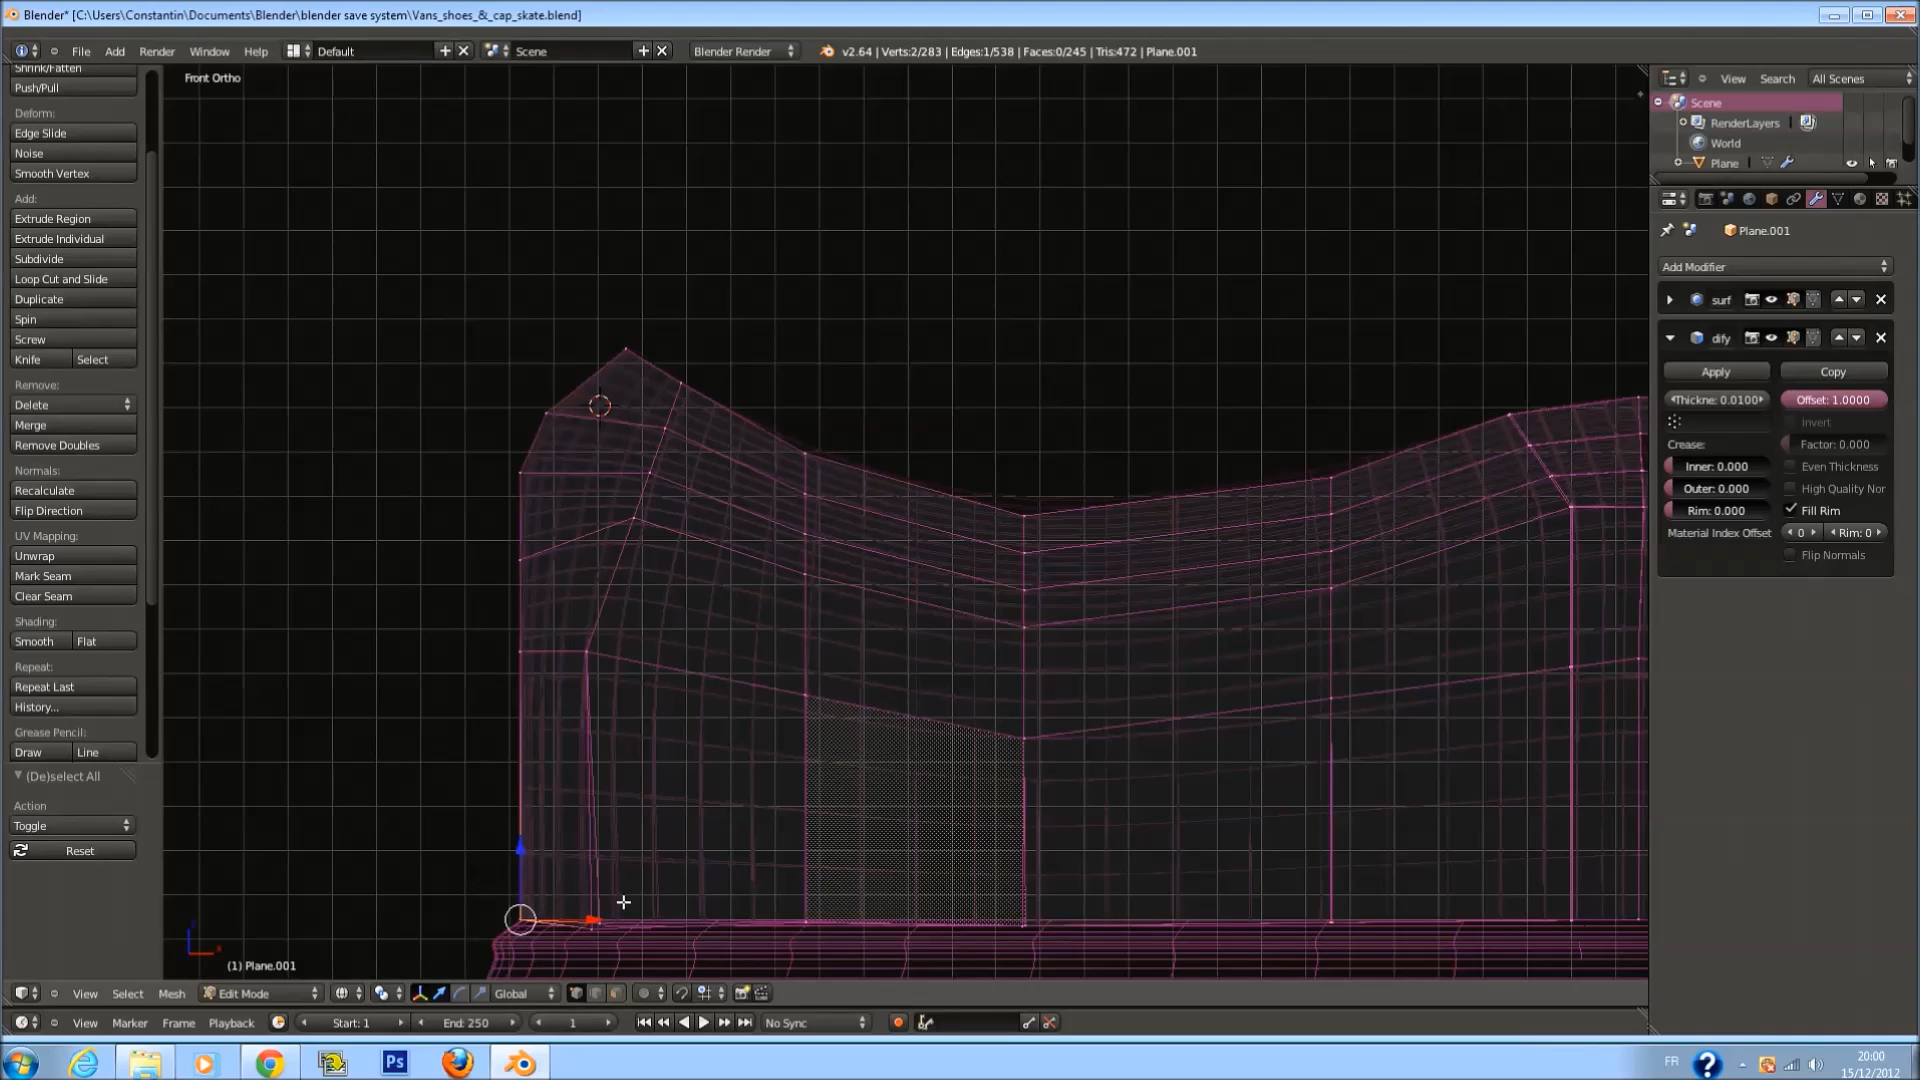 Blender* [C:\Users\Constantin\Documents\Blender\blender save system\Vans_shoes_&_cap_skate.blend]
File Add Render Window Help Default Scene Blender Render v2.64 | Verts:2/283 | Edges:1/538 | Faces:0/245 | Tris:472 | Plane.001
Shrink/Fatten
Push/Pull
Deform:
Edge Slide
Noise
Smooth Vertex
Add:
Extrude Region
Extrude Individual
Subdivide
Loop Cut and Slide
Duplicate
Spin
Screw
Knife Select
Remove:
Delete
Merge
Remove Doubles
Normals:
Recalculate
Flip Direction
UV Mapping:
Unwrap
Mark Seam
Clear Seam
Shading:
Smooth Flat
Repeat:
Repeat Last
History...
Grease Pencil:
Draw Line
(De)select All
Action
Toggle
Reset
Front Ortho
(1) Plane.001
View Search All Scenes
Scene
RenderLayers
World
Plane
Plane.001
Add Modifier
surf
dify
Apply Copy
Thickne: 0.0100 Offset: 1.0000
Invert
Crease: Factor: 0.000
Inner: 0.000 Even Thickness
Outer: 0.000 High Quality Nor
Rim: 0.000 Fill Rim
Material Index Offset 0 Rim: 0
Flip Normals
View Select Mesh Edit Mode Global
View Marker Frame Playback Start: 1 End: 250 1 No Sync
Ps
FR
20:00
15/12/2012